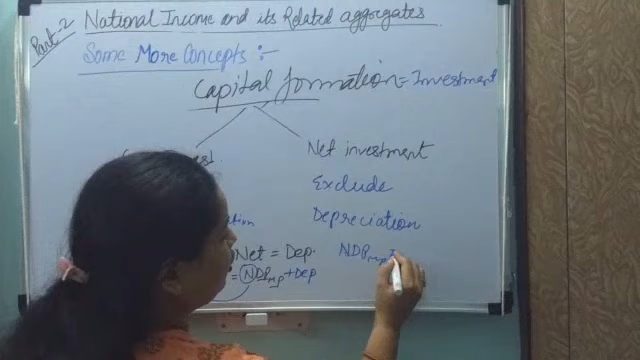 Part-2
National Income and its Related aggregates
Some More Concepts :-
Capital formation = Investment
Net investment
Exclude
Depreciation
Net = Dep.
= NDPmp + Dep
NDPmp